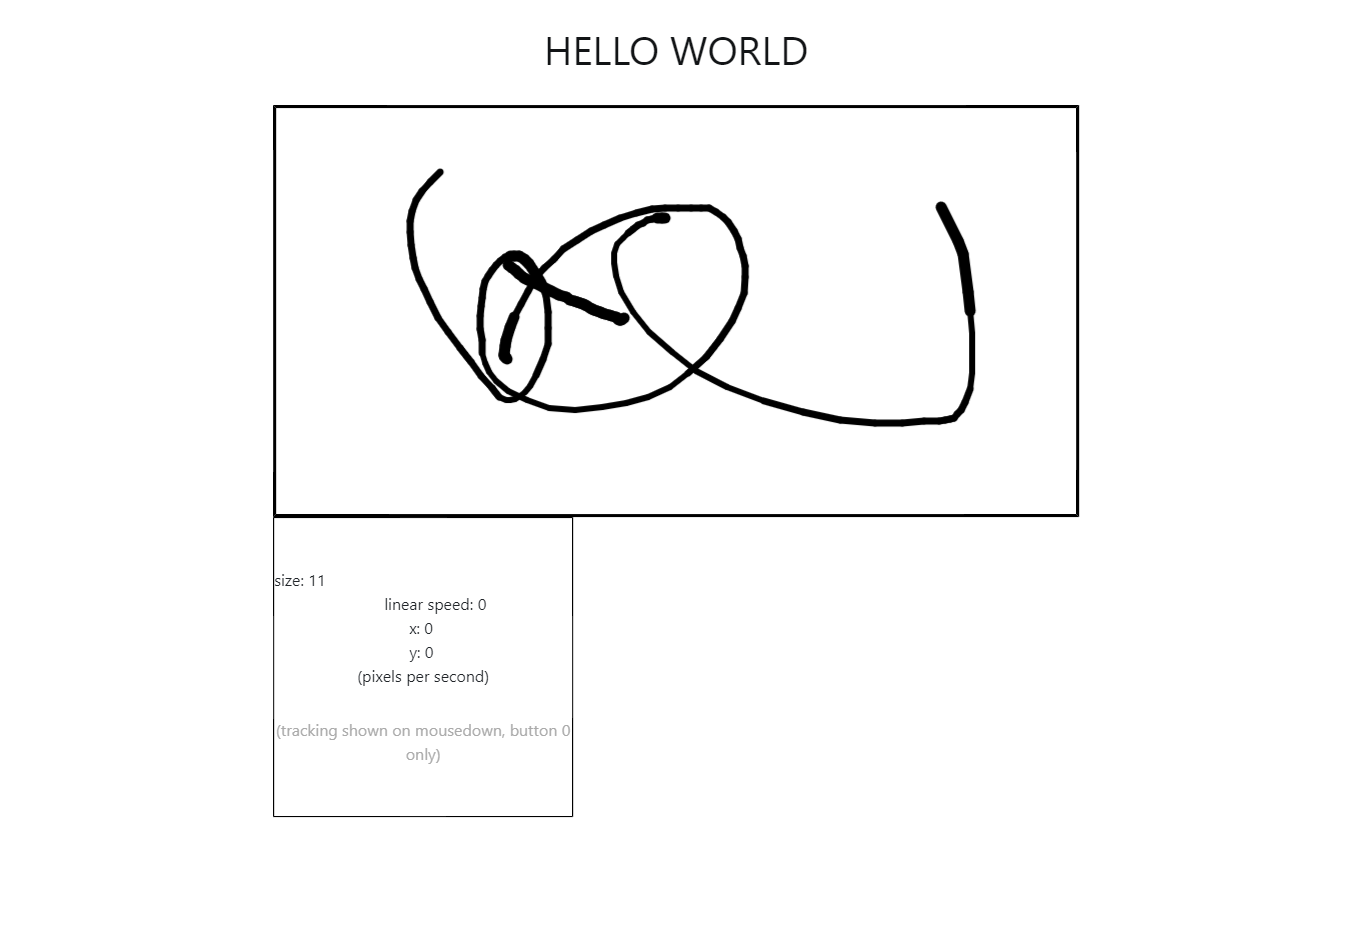 HELLO WORLD
size: 11
linear speed: 0
x: 0
y: 0
(pixels per second)
(tracking shown on mousedown, button 0
only)